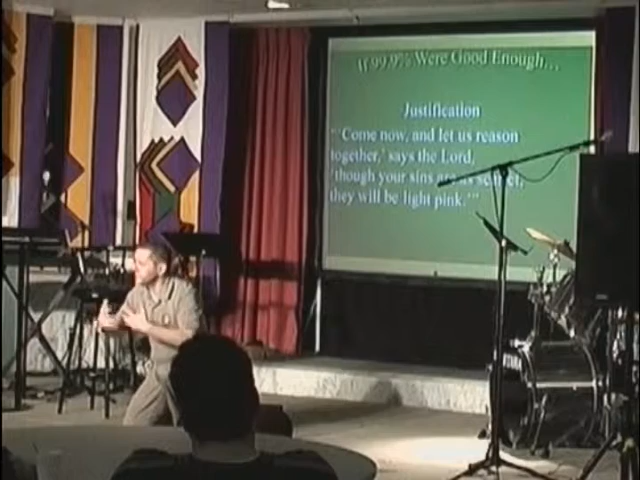 If 99.9% Were Good Enough...
Justification
"'Come now, and let us reason
together,' says the Lord,
'though your sins are as scarlet,
they will be light pink.'"